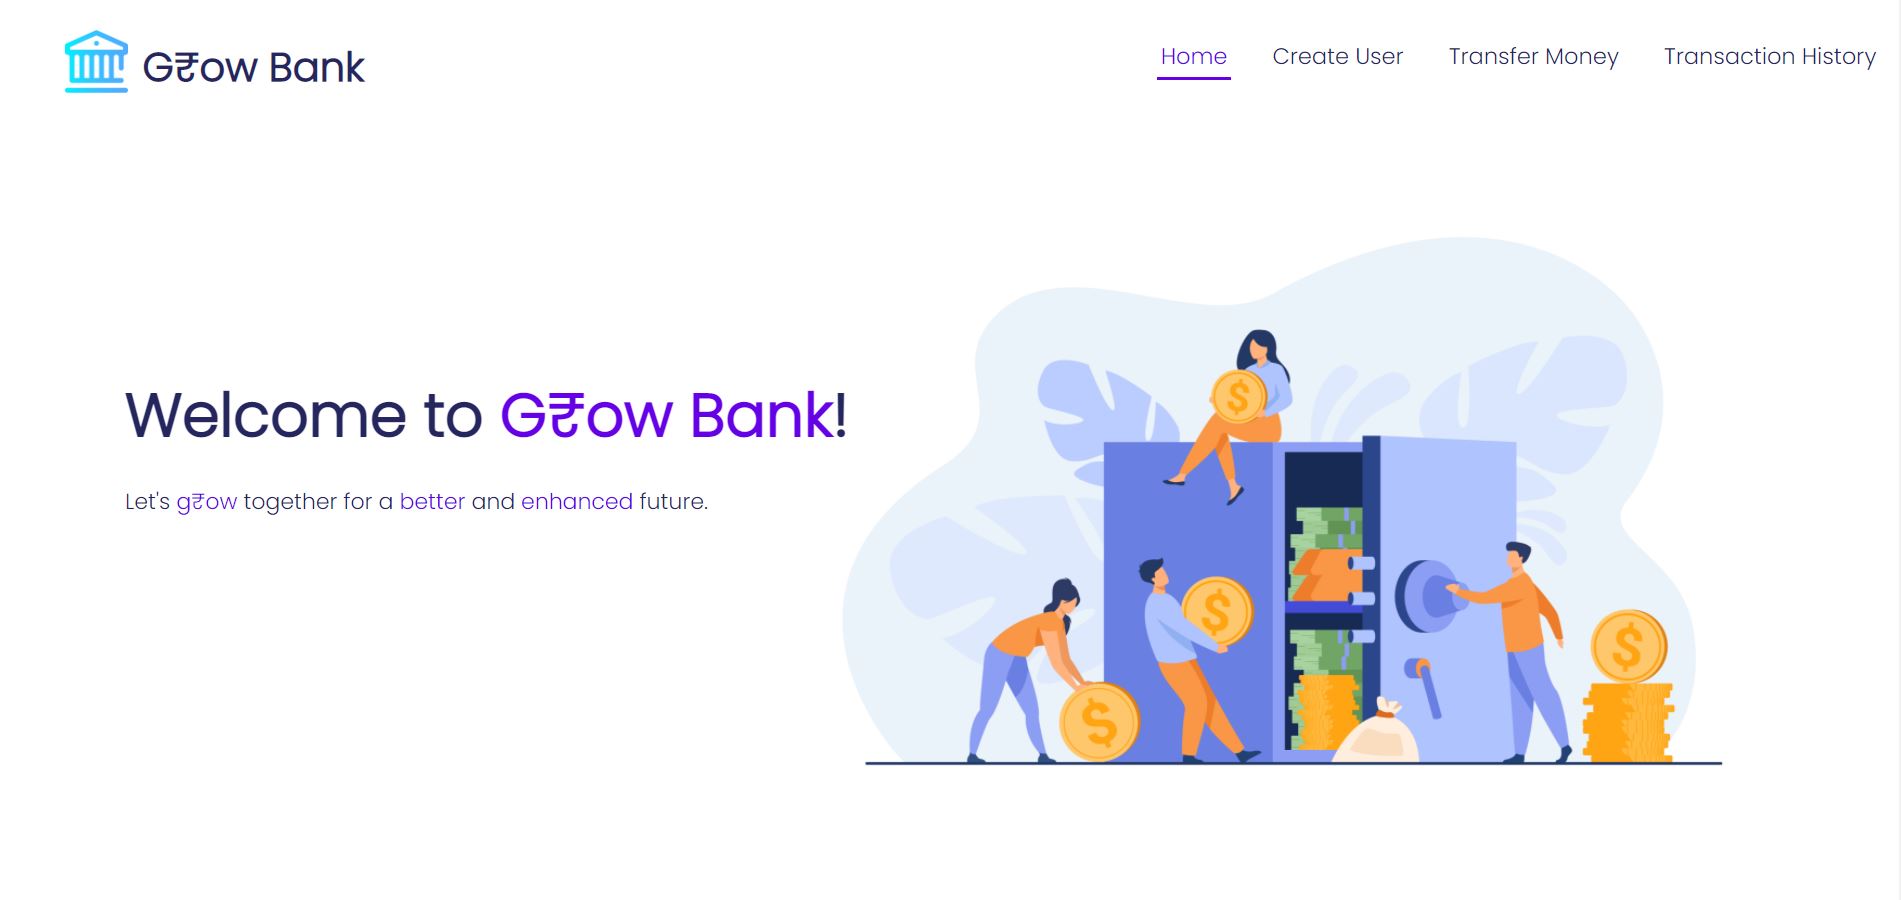 G₹ow Bank
Home Create User Transfer Money Transaction History
Welcome to G₹ow Bank!
Let's g₹ow together for a better and enhanced future.
$
$
$
$